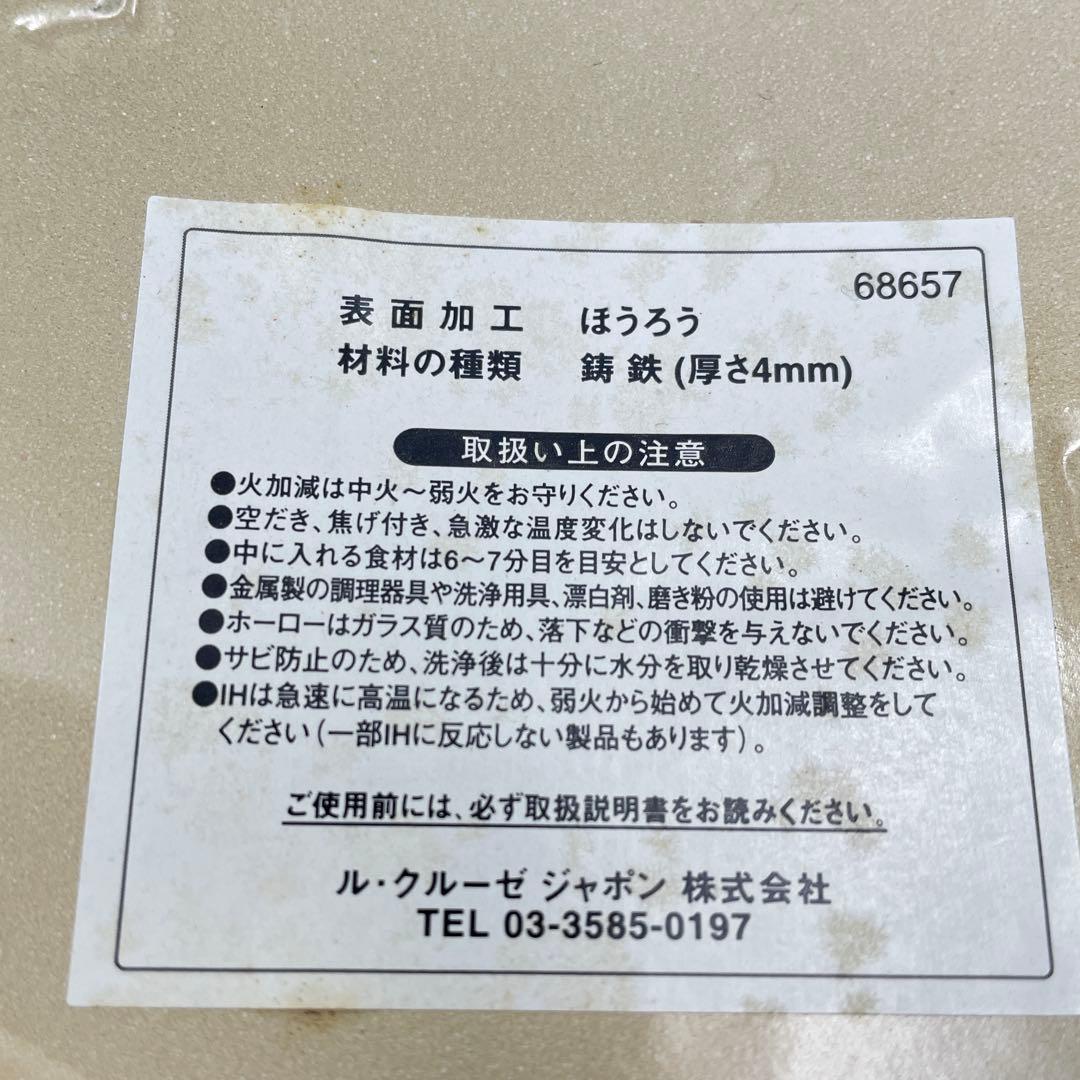 68657
表面加工 ほうろう
材料の種類 鋳鉄 (厚さ4mm)
取扱い上の注意
●火加減は中火〜弱火をお守りください。
●空だき、焦げ付き、急激な温度変化はしないでください。
●中に入れる食材は6〜7分目を目安としてください。
●金属製の調理器具や洗浄用具、漂白剤、磨き粉の使用は避けてください。
●ホーローはガラス質のため、落下などの衝撃を与えないでください。
●サビ防止のため、洗浄後は十分に水分を取り乾燥させてください。
●IHは急速に高温になるため、弱火から始めて火加減調整をして
ください(一部IHに反応しない製品もあります)。
ご使用前には、必ず取扱説明書をお読みください。
ル・クルーゼ ジャポン 株式会社
TEL 03-3585-0197